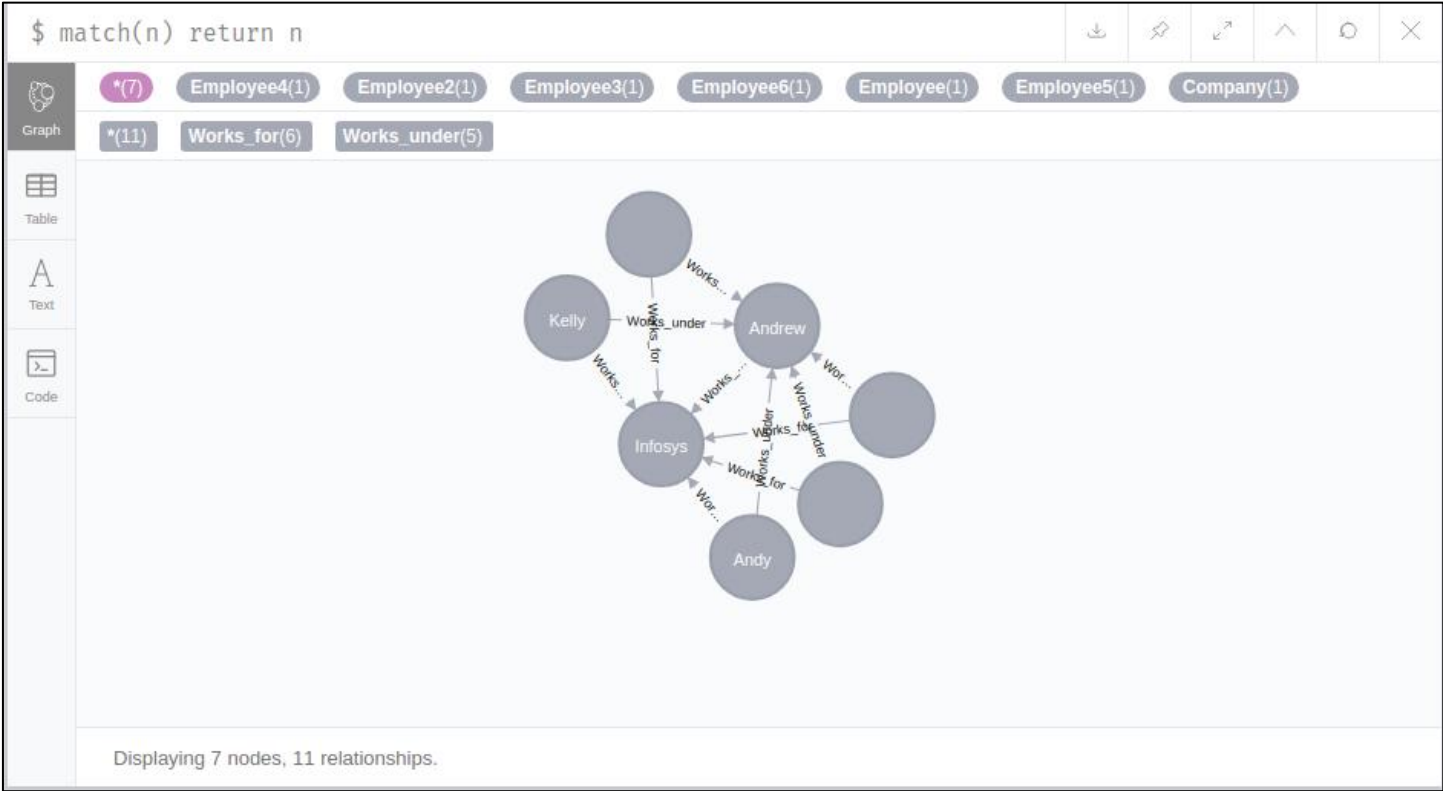 $ match(n) return n
*(7) Employee4(1) Employee2(1) Employee3(1) Employee6(1) Employee(1) Employee5(1) Company(1)
Graph
*(11) Works_for(6) Works_under(5)
Table
Text
Code
Works...
Kelly
Works_under
Works_for
Andrew
Works...
Works_...
Wor...
Works_under
Works_for
Works_under
Infosys
Works_for
Wor...
Andy
Displaying 7 nodes, 11 relationships.